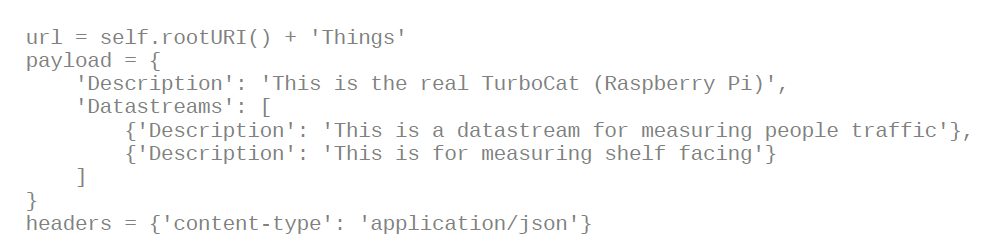 url = self.rootURI() + 'Things'
payload = {
    'Description': 'This is the real TurboCat (Raspberry Pi)',
    'Datastreams': [
        {'Description': 'This is a datastream for measuring people traffic'},
        {'Description': 'This is for measuring shelf facing'}
    ]
}
headers = {'content-type': 'application/json'}